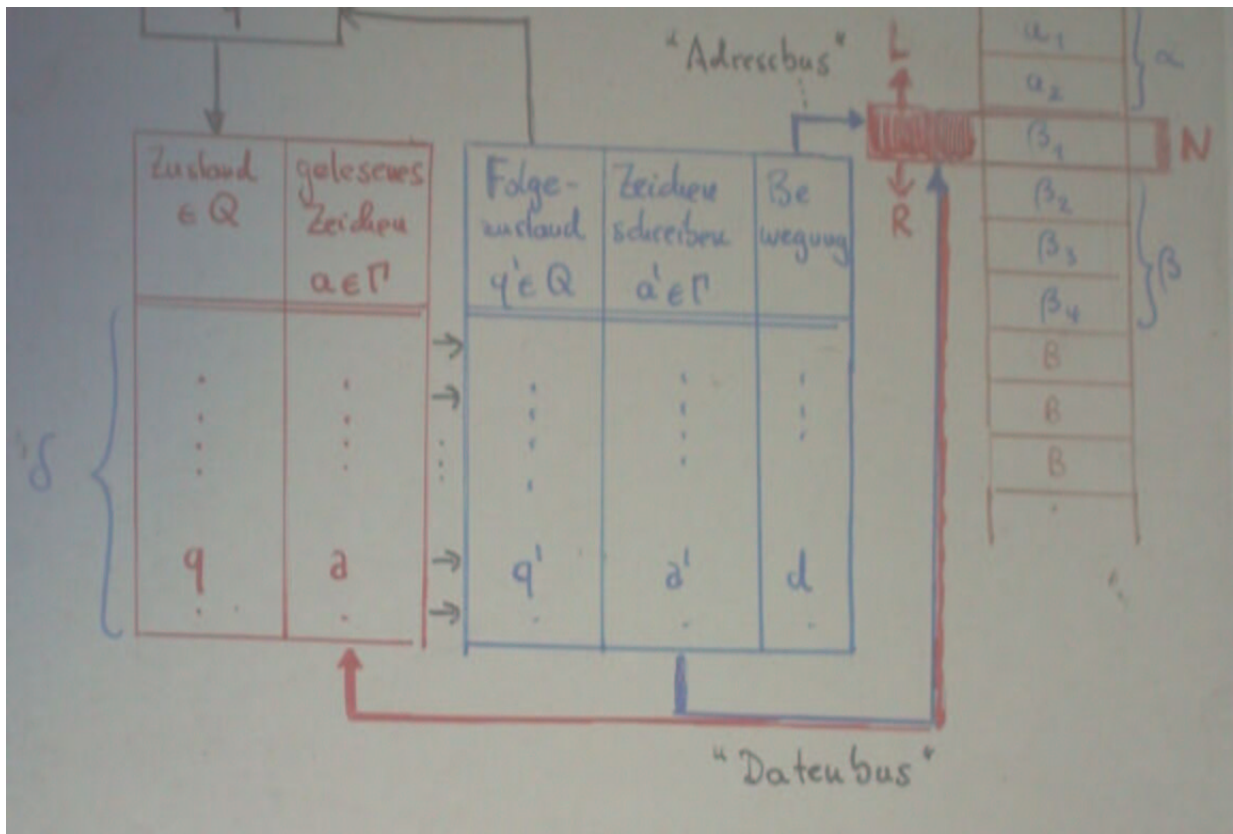 "Adressbus"
L
α₁
α₂
α
β₁
N
R
β₂
β₃
β₄
β
B
B
B
Zustand
∈ Q
gelesenes
Zeichen
a ∈ Γ
Folge-
zustand
q' ∈ Q
Zeichen
schreiben
a' ∈ Γ
Be
wegung
δ
q
a
q'
a'
d
"Datenbus"